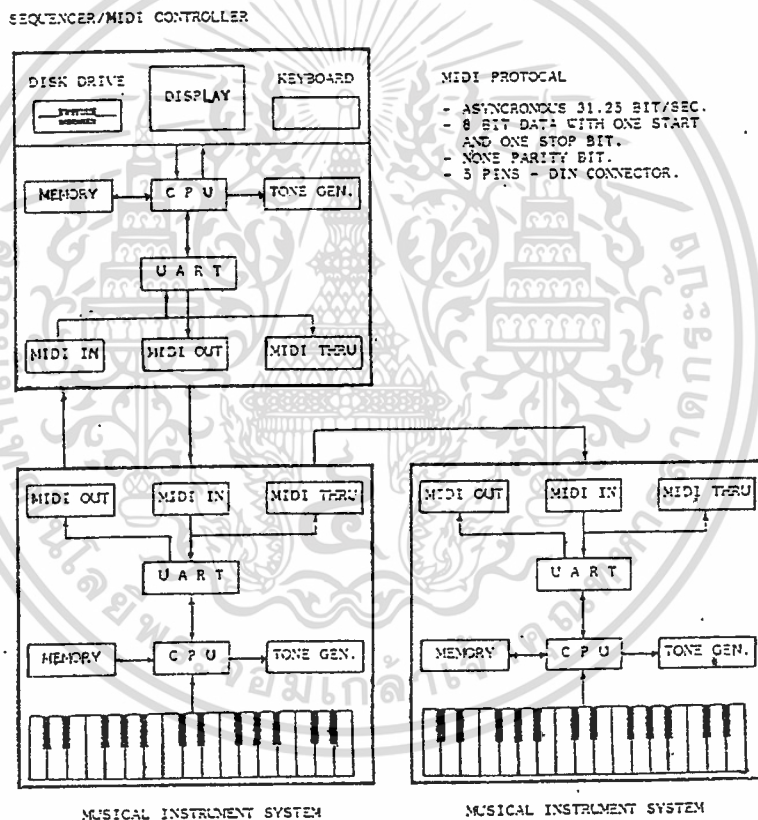 SEQUENCER/MIDI CONTROLLER
DISK DRIVE
DISPLAY
KEYBOARD
MEMORY
C P U
TONE GEN.
U A R T
MIDI IN
MIDI OUT
MIDI THRU
MIDI PROTOCAL
- ASYNCRONOUS 31.25 BIT/SEC.
- 8 BIT DATA WITH ONE START
AND ONE STOP BIT.
- NONE PARITY BIT.
- 5 PINS - DIN CONNECTOR.
MIDI OUT
MIDI IN
MIDI THRU
U A R T
MEMORY
C P U
TONE GEN.
MUSICAL INSTRUMENT SYSTEM
MIDI OUT
MIDI IN
MIDI THRU
U A R T
MEMORY
C P U
TONE GEN.
MUSICAL INSTRUMENT SYSTEM